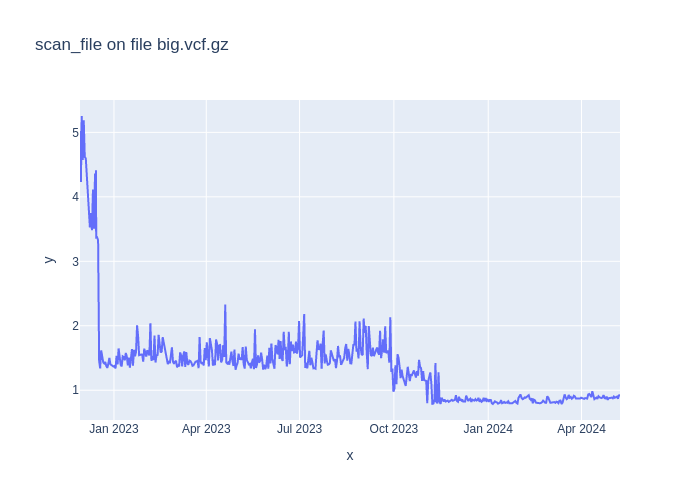 scan_file on file big.vcf.gz
5
4
3
2
1
y
Jan 2023
Apr 2023
Jul 2023
Oct 2023
Jan 2024
Apr 2024
x